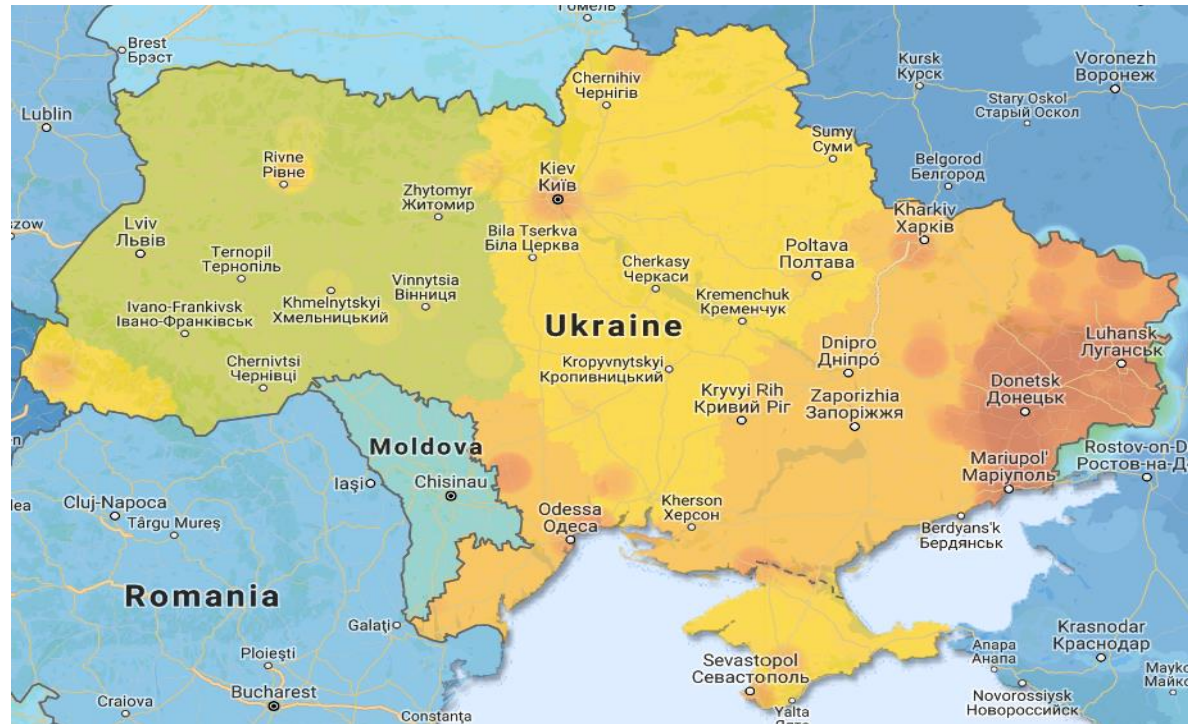 Гомель
Brest
Брэст
Kursk
Курск
Voronezh
Воронеж
Chernihiv
Чернігів
Stary Oskol
Старый Оскол
Lublin
Sumy
Суми
Rivne
Рівне
Kiev
Київ
Belgorod
Белгород
Zhytomyr
Житомир
Kharkiv
Харків
Lviv
Львів
Bila Tserkva
Біла Церква
Poltava
Полтава
Ternopil
Тернопіль
Cherkasy
Черкаси
Vinnytsia
Вінниця
Khmelnytskyi
Хмельницький
Ivano-Frankivsk
Івано-Франківськ
Kremenchuk
Кременчук
Ukraine
Luhansk
Луганськ
Dnipro
Дніпро́
Chernivtsi
Чернівці
Kropyvnytskyi
Кропивницький
Donetsk
Донецьк
Kryvyi Rih
Кривий Ріг
Zaporizhia
Запоріжжя
Moldova
Mariupol'
Маріуполь
Rostov-on-D
Ростов-на-Д
Iași
Chisinau
Cluj-Napoca
Târgu Mureș
Odessa
Одеса
Kherson
Херсон
Berdyans'k
Бердянськ
Romania
Galați
Krasnodar
Краснодар
Ploiești
Anapa
Анапа
Sevastopol
Севастополь
Mayko
Майко
Bucharest
Craiova
Novorossiysk
Новороссийск
Constanța
Yalta